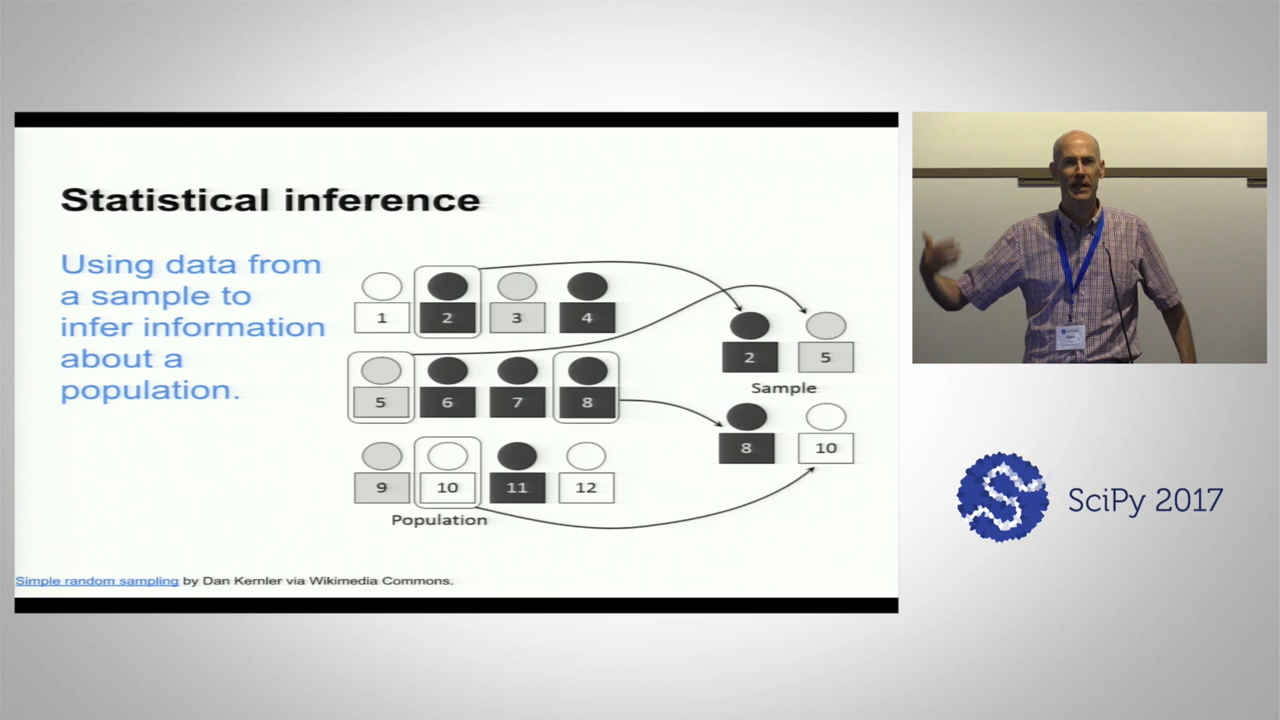 Statistical inference
Using data from
a sample to
infer information
about a
population.
1 2 3 4
5 6 7 8
9 10 11 12
Population
2 5
Sample
8 10
Simple random sampling by Dan Kernler via Wikimedia Commons.
SciPy 2017